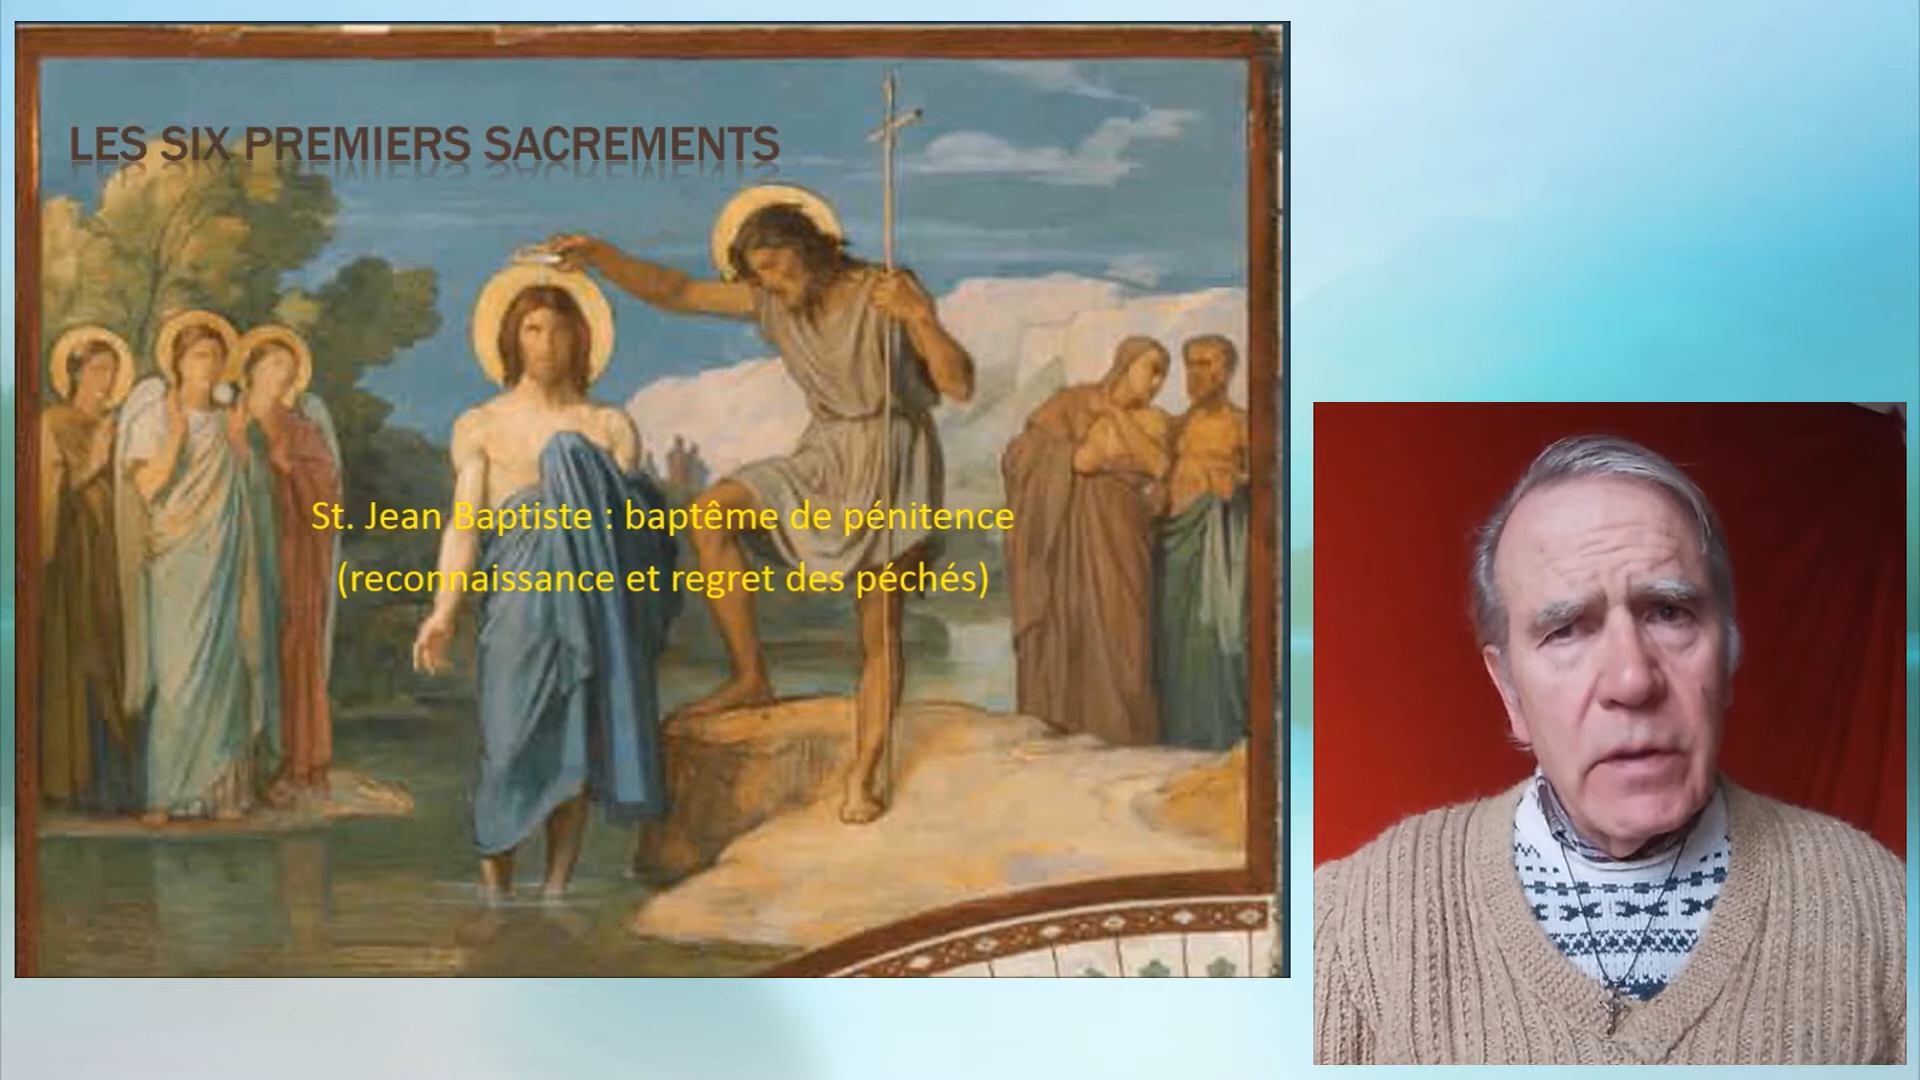 LES SIX PREMIERS SACREMENTS
St. Jean Baptiste : baptême de pénitence
(reconnaissance et regret des péchés)